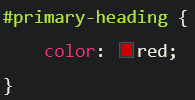 #primary-heading {
    color: red;
}